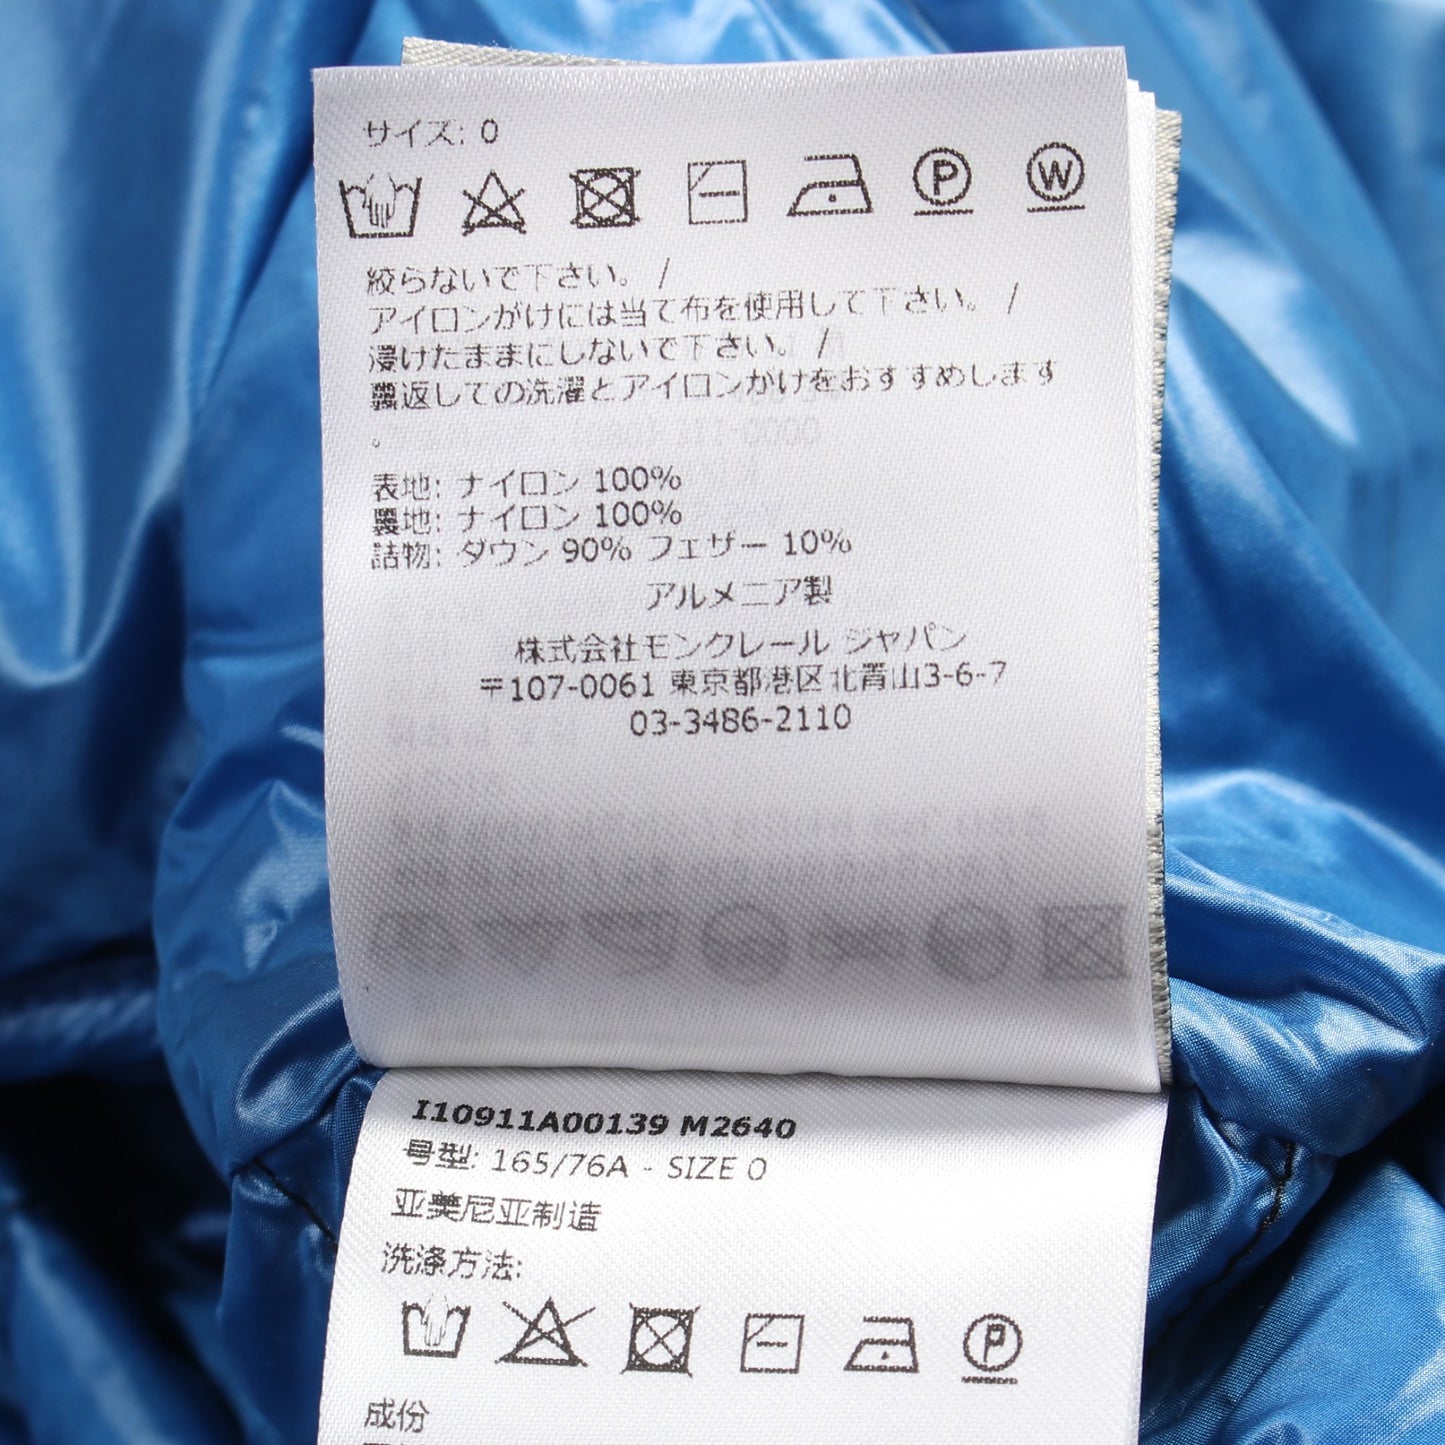 サイズ: 0
P W
絞らないで下さい。 /
アイロンがけには当て布を使用して下さい。 /
浸けたままにしないで下さい。 /
裏返しての洗濯とアイロンがけをおすすめします
。
表地: ナイロン 100%
裏地: ナイロン 100%
詰物: ダウン 90% フェザー 10%
アルメニア製
株式会社モンクレール ジャパン
〒107-0061 東京都港区北青山3-6-7
03-3486-2110
I10911A00139 M2640
号型: 165/76A - SIZE 0
亚美尼亚制造
洗涤方法:
P
成份